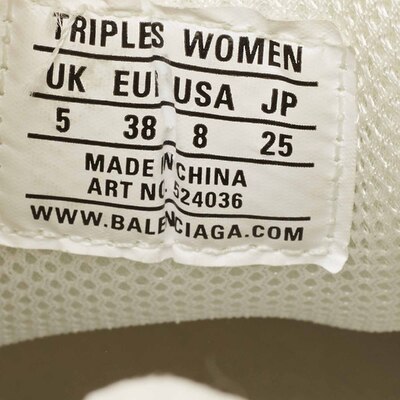 TRIPLES WOMEN
UK EUR USA JP
5 38 8 25
MADE IN CHINA
ART NO. 524036
WWW.BALENCIAGA.COM